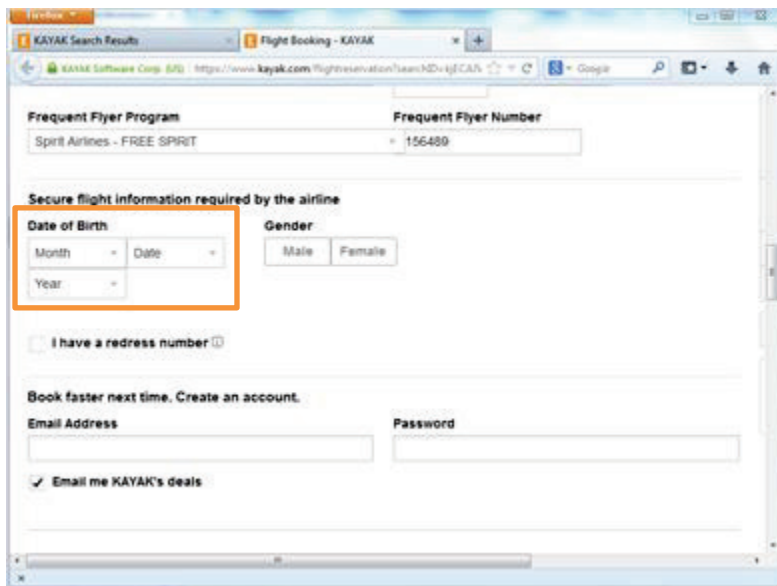 Firefox
KAYAK Search Results
Flight Booking - KAYAK
KAYAK Software Corp. (US) https://www.kayak.com/flightreservation?searchID=
Google
Frequent Flyer Program
Frequent Flyer Number
Spirit Airlines - FREE SPIRIT
156489
Secure flight information required by the airline
Date of Birth
Gender
Month
Date
Male
Female
Year
I have a redress number
Book faster next time. Create an account.
Email Address
Password
Email me KAYAK's deals